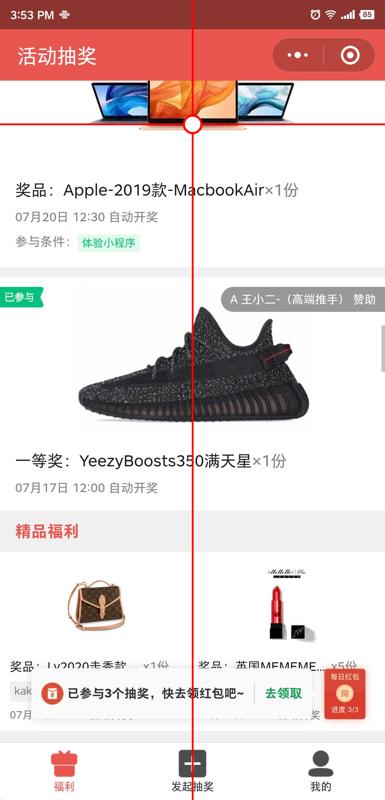 3:53 PM
85
活动抽奖
奖品：Apple-2019款-MacbookAir×1份
07月20日 12:30 自动开奖
参与条件： 体验小程序
已参与
A 王小二-（高端推手） 赞助
一等奖：YeezyBoosts350满天星×1份
07月17日 12:00 自动开奖
精品福利
奖品：Lv2020走秀款... ×1份
奖品：英国MEMEME... ×5份
kak
已参与3个抽奖，快去领红包吧~
去领取
每日红包
进度 3/3
07月
福利
发起抽奖
我的